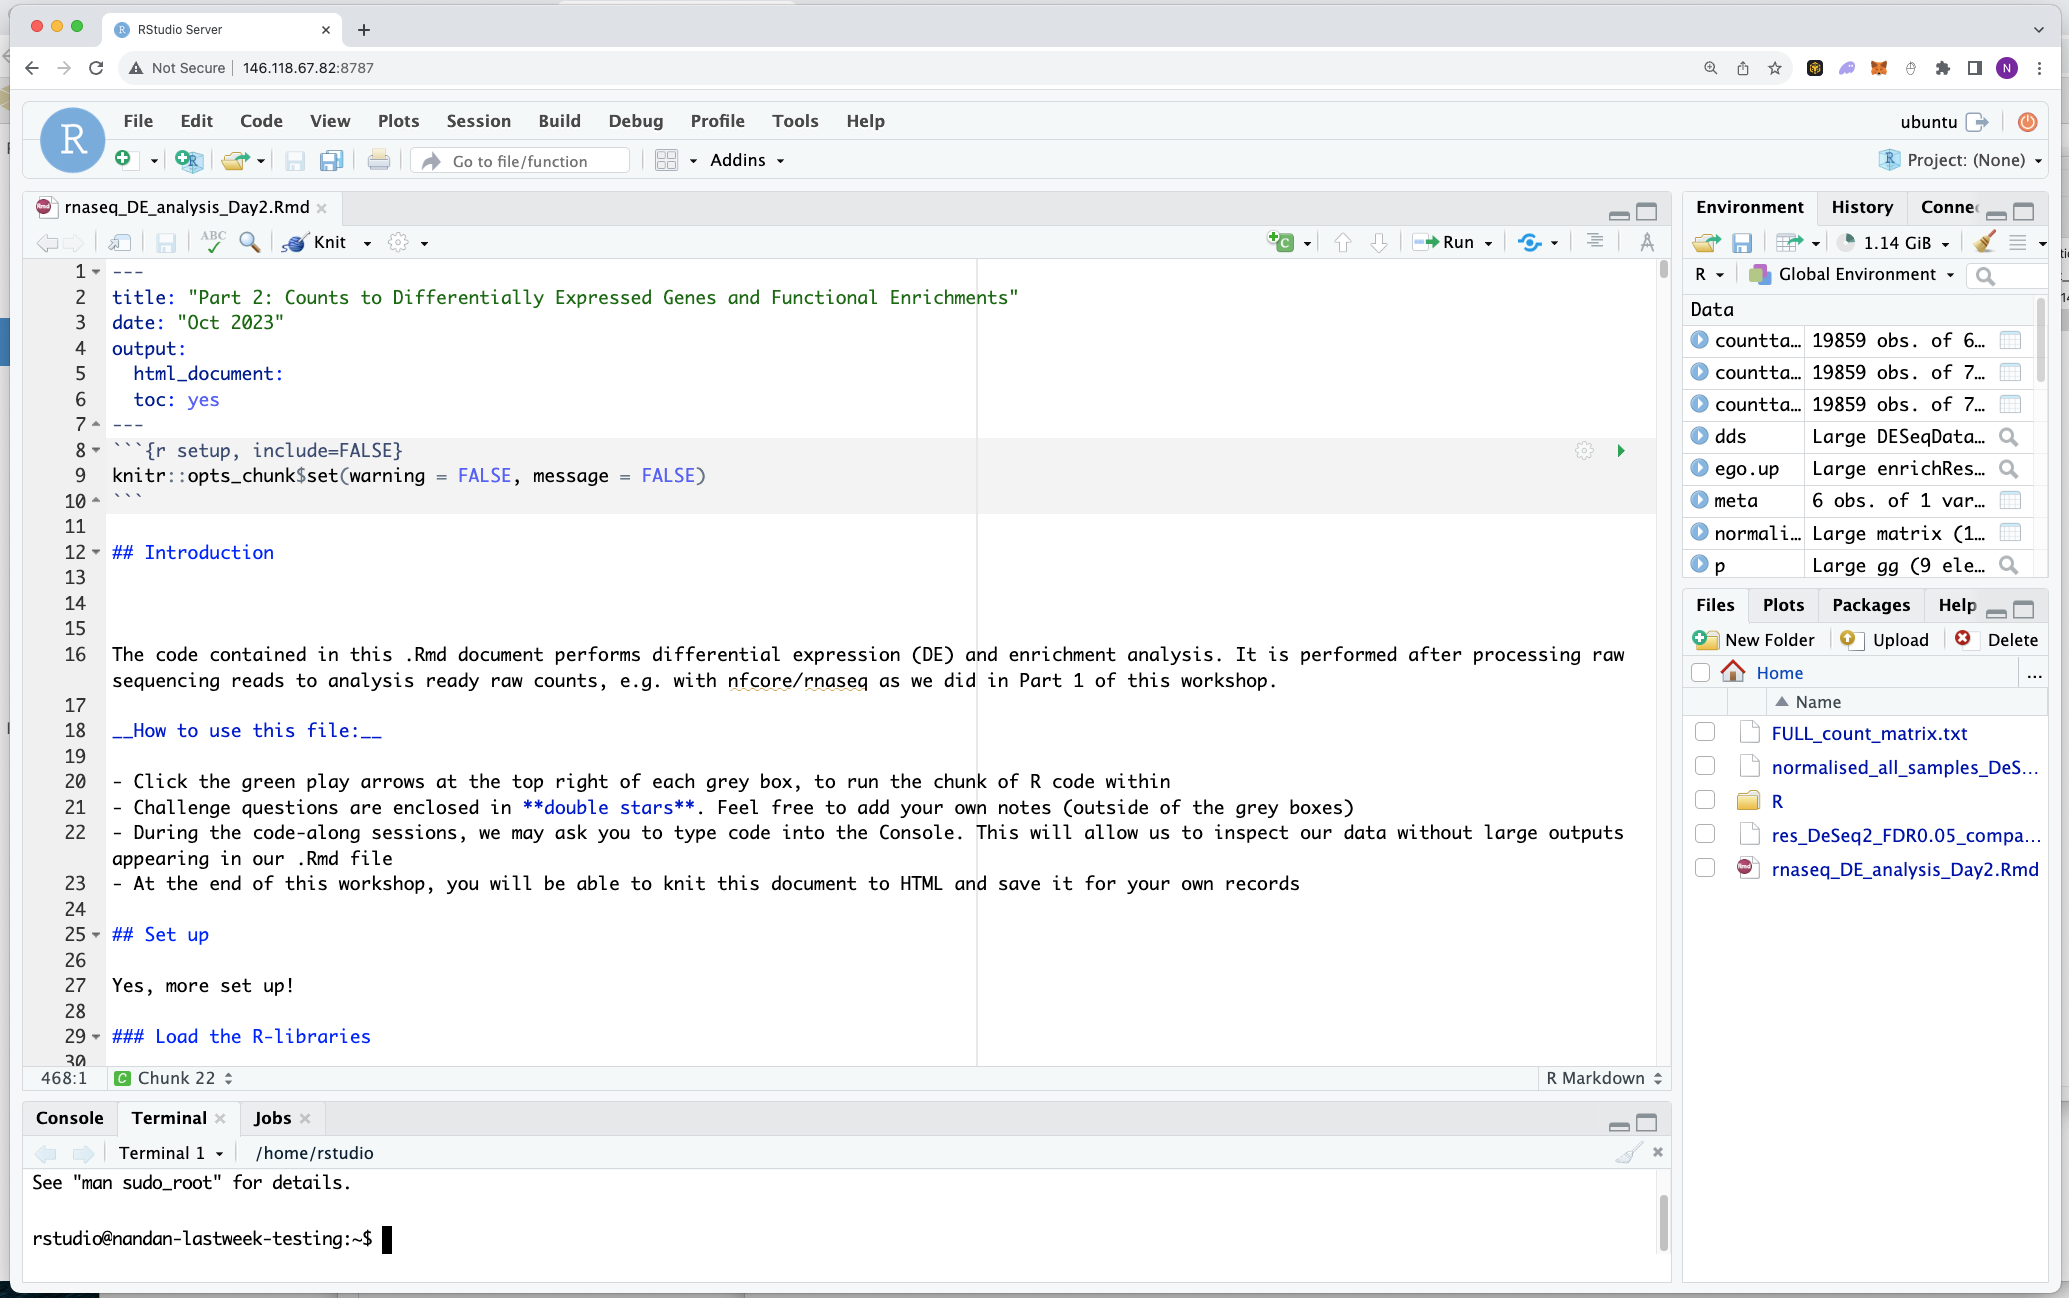 RStudio Server
Not Secure 146.118.67.82:8787
N
R
File Edit Code View Plots Session Build Debug Profile Tools Help
ubuntu
Go to file/function
Addins
Project: (None)
rnaseq_DE_analysis_Day2.Rmd
ABC
Knit
Run
1 ---
2 title: "Part 2: Counts to Differentially Expressed Genes and Functional Enrichments"
3 date: "Oct 2023"
4 output:
5 html_document:
6 toc: yes
7 ---
8 ```{r setup, include=FALSE}
9 knitr::opts_chunk$set(warning = FALSE, message = FALSE)
10 ```
11
12 ## Introduction
13
14
15
16 The code contained in this .Rmd document performs differential expression (DE) and enrichment analysis. It is performed after processing raw
sequencing reads to analysis ready raw counts, e.g. with nfcore/rnaseq as we did in Part 1 of this workshop.
17
18 __How to use this file:__
19
20 - Click the green play arrows at the top right of each grey box, to run the chunk of R code within
21 - Challenge questions are enclosed in **double stars**. Feel free to add your own notes (outside of the grey boxes)
22 - During the code-along sessions, we may ask you to type code into the Console. This will allow us to inspect our data without large outputs
appearing in our .Rmd file
23 - At the end of this workshop, you will be able to knit this document to HTML and save it for your own records
24
25 ## Set up
26
27 Yes, more set up!
28
29 ### Load the R-libraries
30
468:1 C Chunk 22 R Markdown
Console Terminal Jobs
Terminal 1 /home/rstudio
See "man sudo_root" for details.
rstudio@nandan-lastweek-testing:~$
Environment History Conne
1.14 GiB
R Global Environment
Data
countta… 19859 obs. of 6…
countta… 19859 obs. of 7…
countta… 19859 obs. of 7…
dds Large DESeqData…
ego.up Large enrichRes…
meta 6 obs. of 1 var…
normali… Large matrix (1…
p Large gg (9 ele…
Files Plots Packages Help
New Folder Upload Delete
Home ...
Name
FULL_count_matrix.txt
normalised_all_samples_DeS...
R
res_DeSeq2_FDR0.05_compa...
rnaseq_DE_analysis_Day2.Rmd